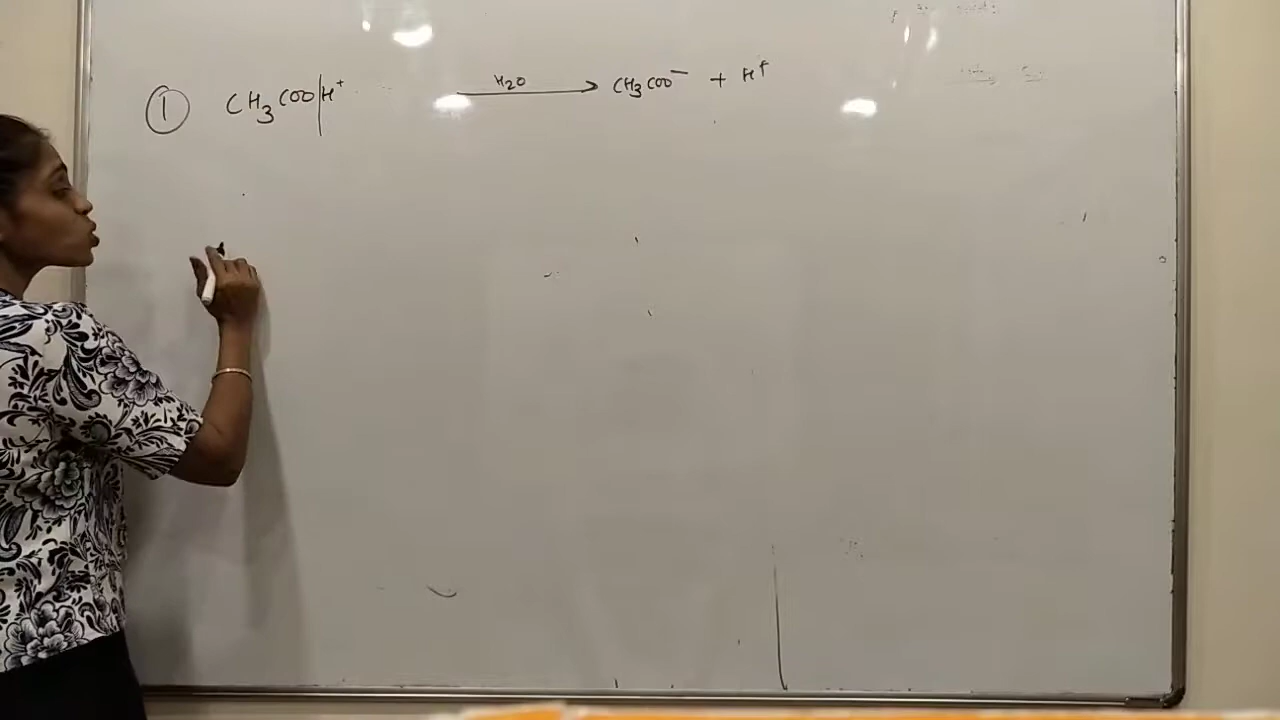 ① CH₃COO|H⁺ —H₂O→ CH₃COO⁻ + H⁺